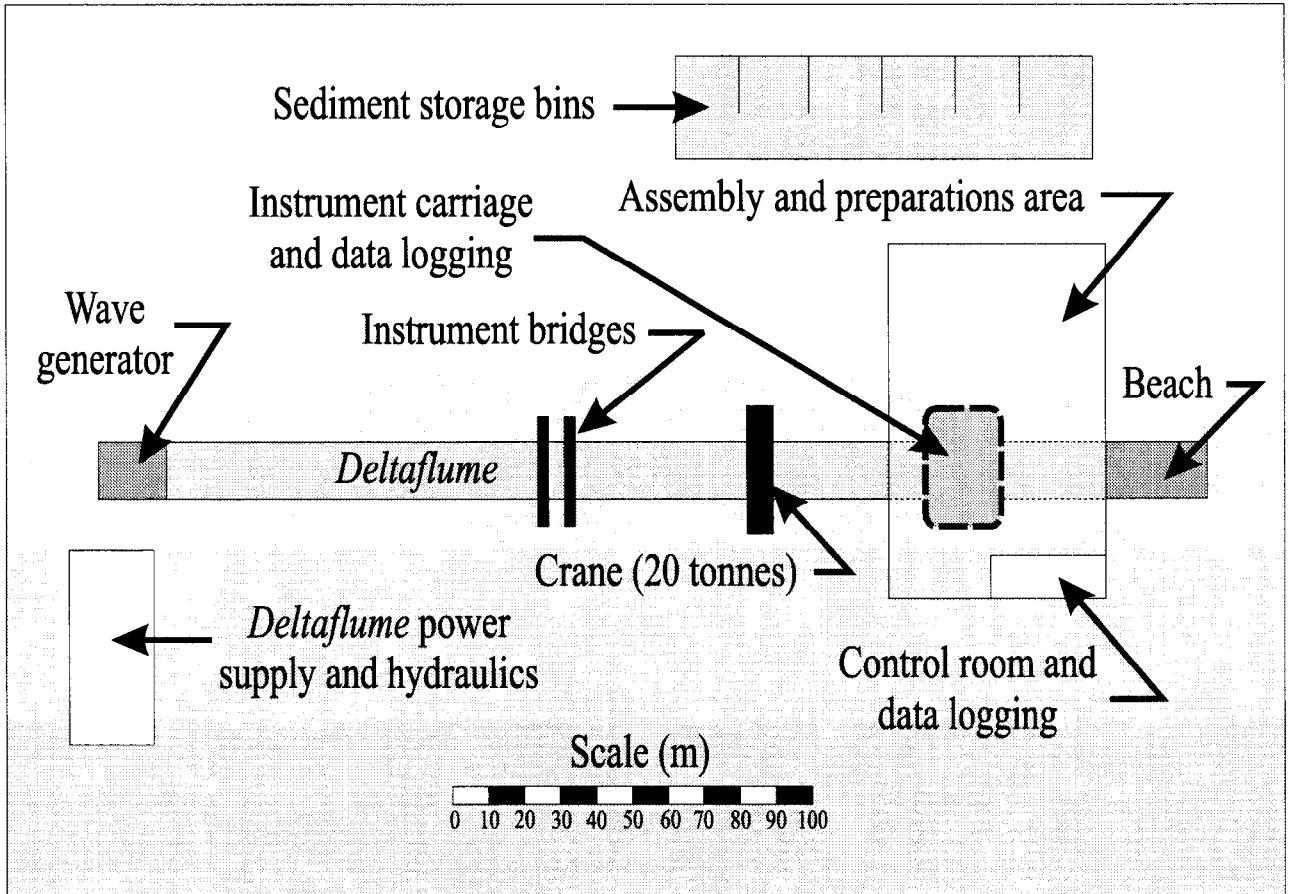 Sediment storage bins
Instrument carriage
and data logging
Assembly and preparations area
Wave
generator
Instrument bridges
Beach
Deltaflume
Crane (20 tonnes)
Deltaflume power
supply and hydraulics
Control room and
data logging
Scale (m)
0 10 20 30 40 50 60 70 80 90 100